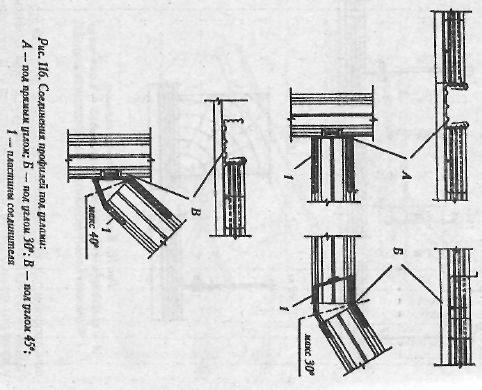 А
1
Б
1
макс 30°
В
1
макс 40°
Рис. 116. Соединения профилей под углами:
А — под прямым углом; Б — под углом 30°; В — под углом 45°;
1 — пластины соединителя